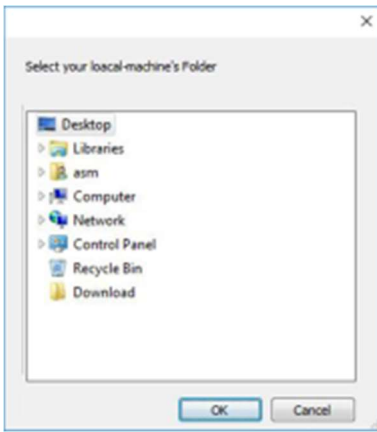 Select your loacal-machine's Folder
Desktop
Libraries
asm
Computer
Network
Control Panel
Recycle Bin
Download
OK
Cancel